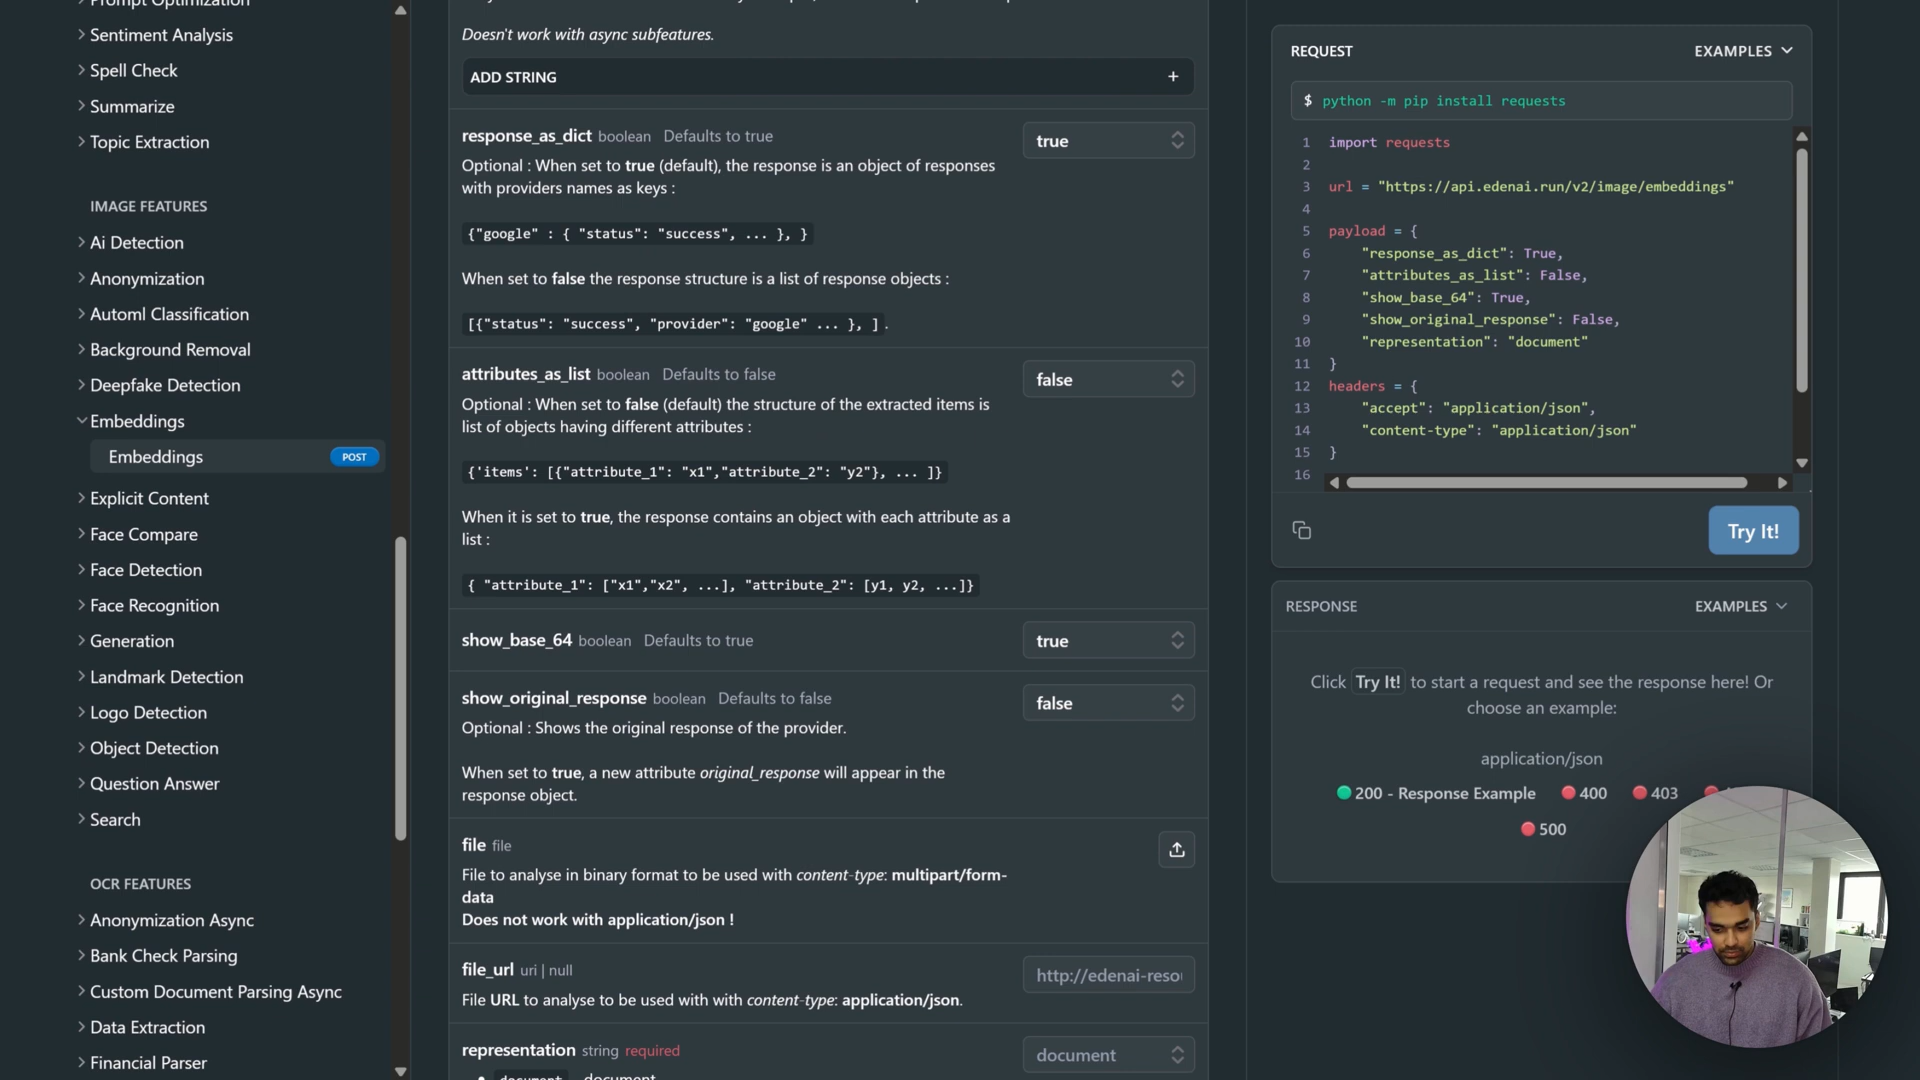 Prompt Optimization
Sentiment Analysis
Spell Check
Summarize
Topic Extraction
IMAGE FEATURES
Ai Detection
Anonymization
Automl Classification
Background Removal
Deepfake Detection
Embeddings
Embeddings POST
Explicit Content
Face Compare
Face Detection
Face Recognition
Generation
Landmark Detection
Logo Detection
Object Detection
Question Answer
Search
OCR FEATURES
Anonymization Async
Bank Check Parsing
Custom Document Parsing Async
Data Extraction
Financial Parser
Doesn't work with async subfeatures.
ADD STRING +
response_as_dict boolean Defaults to true
true
Optional : When set to true (default), the response is an object of responses
with providers names as keys :
{"google" : { "status": "success", ... }, }
When set to false the response structure is a list of response objects :
[{"status": "success", "provider": "google" ... }, ] .
attributes_as_list boolean Defaults to false
false
Optional : When set to false (default) the structure of the extracted items is
list of objects having different attributes :
{'items': [{"attribute_1": "x1","attribute_2": "y2"}, ... ]}
When it is set to true, the response contains an object with each attribute as a
list :
{ "attribute_1": ["x1","x2", ...], "attribute_2": [y1, y2, ...]}
show_base_64 boolean Defaults to true
true
show_original_response boolean Defaults to false
false
Optional : Shows the original response of the provider.
When set to true, a new attribute original_response will appear in the
response object.
file file
File to analyse in binary format to be used with content-type: multipart/form-
data
Does not work with application/json !
file_url uri | null
http://edenai-reso
File URL to analyse to be used with with content-type: application/json.
representation string required
document
document document
REQUEST EXAMPLES
$ python -m pip install requests
1 import requests
2
3 url = "https://api.edenai.run/v2/image/embeddings"
4
5 payload = {
6 "response_as_dict": True,
7 "attributes_as_list": False,
8 "show_base_64": True,
9 "show_original_response": False,
10 "representation": "document"
11 }
12 headers = {
13 "accept": "application/json",
14 "content-type": "application/json"
15 }
16
Try It!
RESPONSE EXAMPLES
Click Try It! to start a request and see the response here! Or
choose an example:
application/json
200 - Response Example 400 403
500